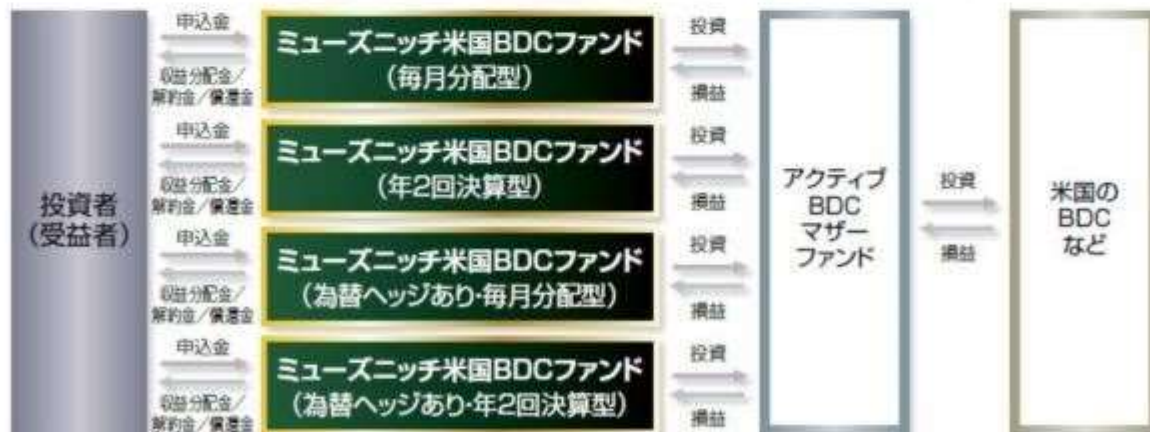 投資者
(受益者)
申込金
収益分配金/
解約金/償還金
ミューズニッチ米国BDCファンド
(毎月分配型)
投資
損益
申込金
収益分配金/
解約金/償還金
ミューズニッチ米国BDCファンド
(年2回決算型)
投資
損益
申込金
収益分配金/
解約金/償還金
ミューズニッチ米国BDCファンド
(為替ヘッジあり・毎月分配型)
投資
損益
申込金
収益分配金/
解約金/償還金
ミューズニッチ米国BDCファンド
(為替ヘッジあり・年2回決算型)
投資
損益
アクティブ
BDC
マザー
ファンド
投資
損益
米国の
BDC
など